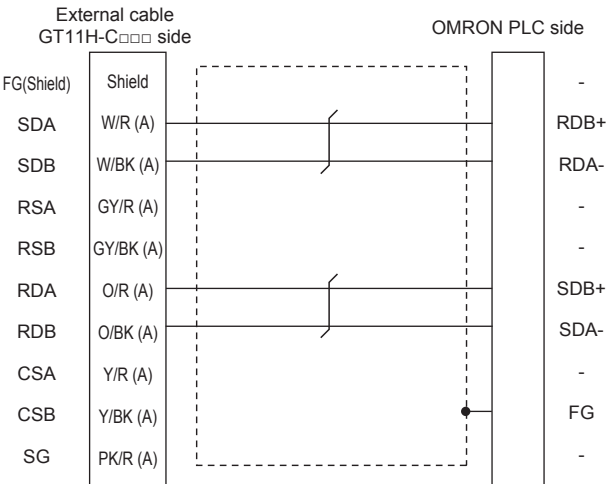 External cable
GT11H-C□□□ side
OMRON PLC side
FG(Shield) Shield -
SDA W/R (A) RDB+
SDB W/BK (A) RDA-
RSA GY/R (A) -
RSB GY/BK (A) -
RDA O/R (A) SDB+
RDB O/BK (A) SDA-
CSA Y/R (A) -
CSB Y/BK (A) FG
SG PK/R (A) -